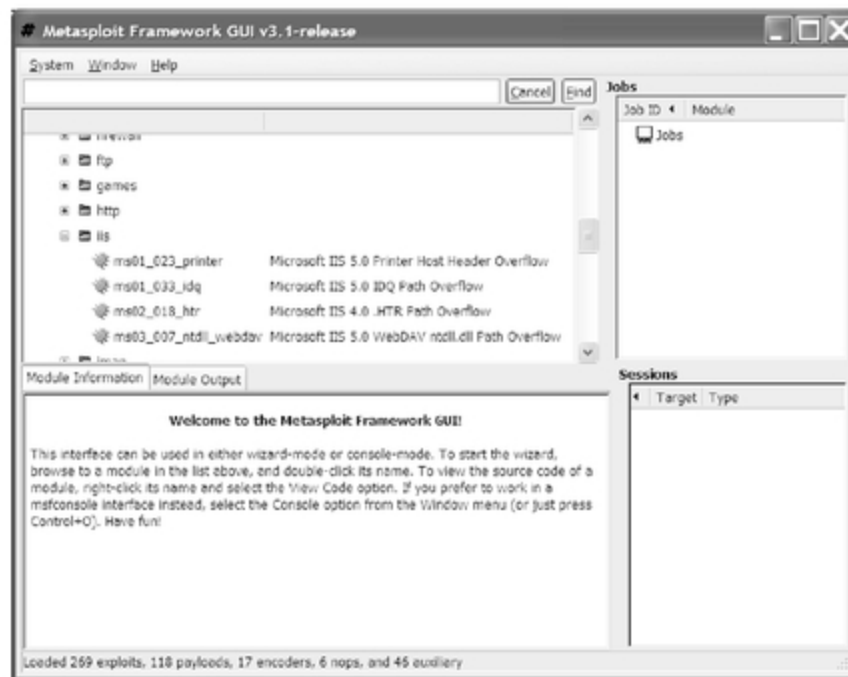 # Metasploit Framework GUI v3.1-release
System Window Help
Cancel Find
Jobs
Job ID Module
Jobs
firewall
ftp
games
http
iis
ms01_023_printer Microsoft IIS 5.0 Printer Host Header Overflow
ms01_033_idq Microsoft IIS 5.0 IDQ Path Overflow
ms02_018_htr Microsoft IIS 4.0 .HTR Path Overflow
ms03_007_ntdll_webdav Microsoft IIS 5.0 WebDAV ntdll.dll Path Overflow
imap
Module Information Module Output
Welcome to the Metasploit Framework GUI!
This interface can be used in either wizard-mode or console-mode. To start the wizard,
browse to a module in the list above, and double-click its name. To view the source code of a
module, right-click its name and select the View Code option. If you prefer to work in a
msfconsole interface instead, select the Console option from the Window menu (or just press
Control+O). Have fun!
Sessions
Target Type
Loaded 269 exploits, 118 payloads, 17 encoders, 6 nops, and 46 auxiliary